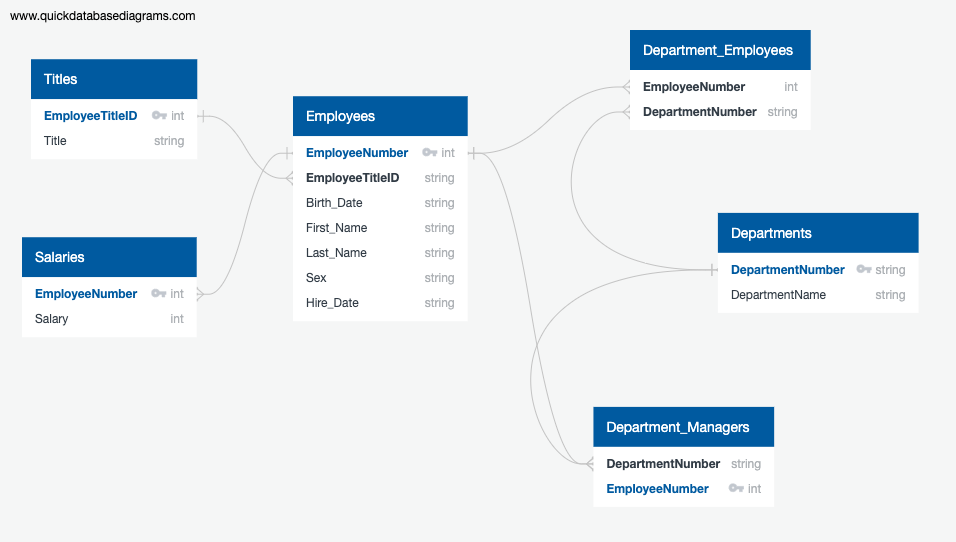 www.quickdatabasediagrams.com
Titles
EmployeeTitleID int
Title string
Salaries
EmployeeNumber int
Salary int
Employees
EmployeeNumber int
EmployeeTitleID string
Birth_Date string
First_Name string
Last_Name string
Sex string
Hire_Date string
Department_Employees
EmployeeNumber int
DepartmentNumber string
Departments
DepartmentNumber string
DepartmentName string
Department_Managers
DepartmentNumber string
EmployeeNumber int